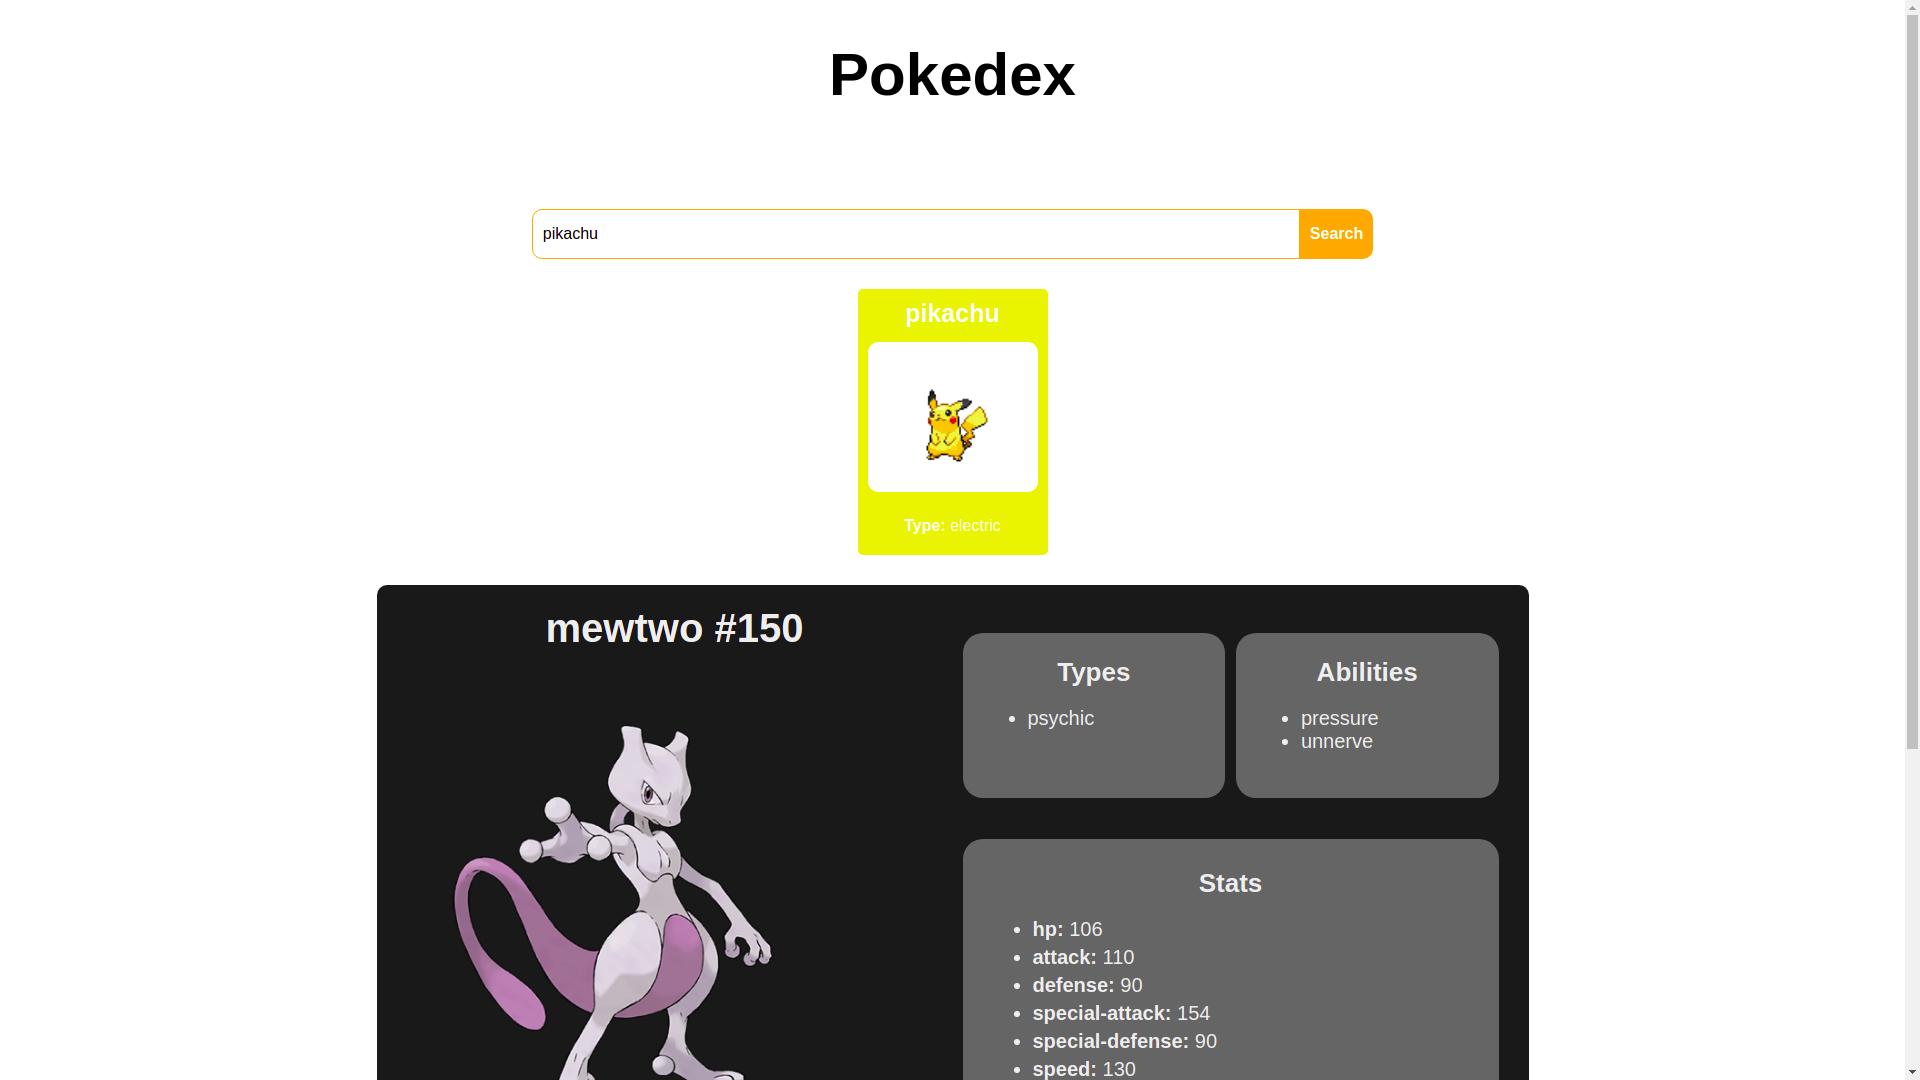 Pokedex
pikachu
Search
pikachu
Type: electric
mewtwo #150
Types
psychic
Abilities
pressure
unnerve
Stats
hp: 106
attack: 110
defense: 90
special-attack: 154
special-defense: 90
speed: 130